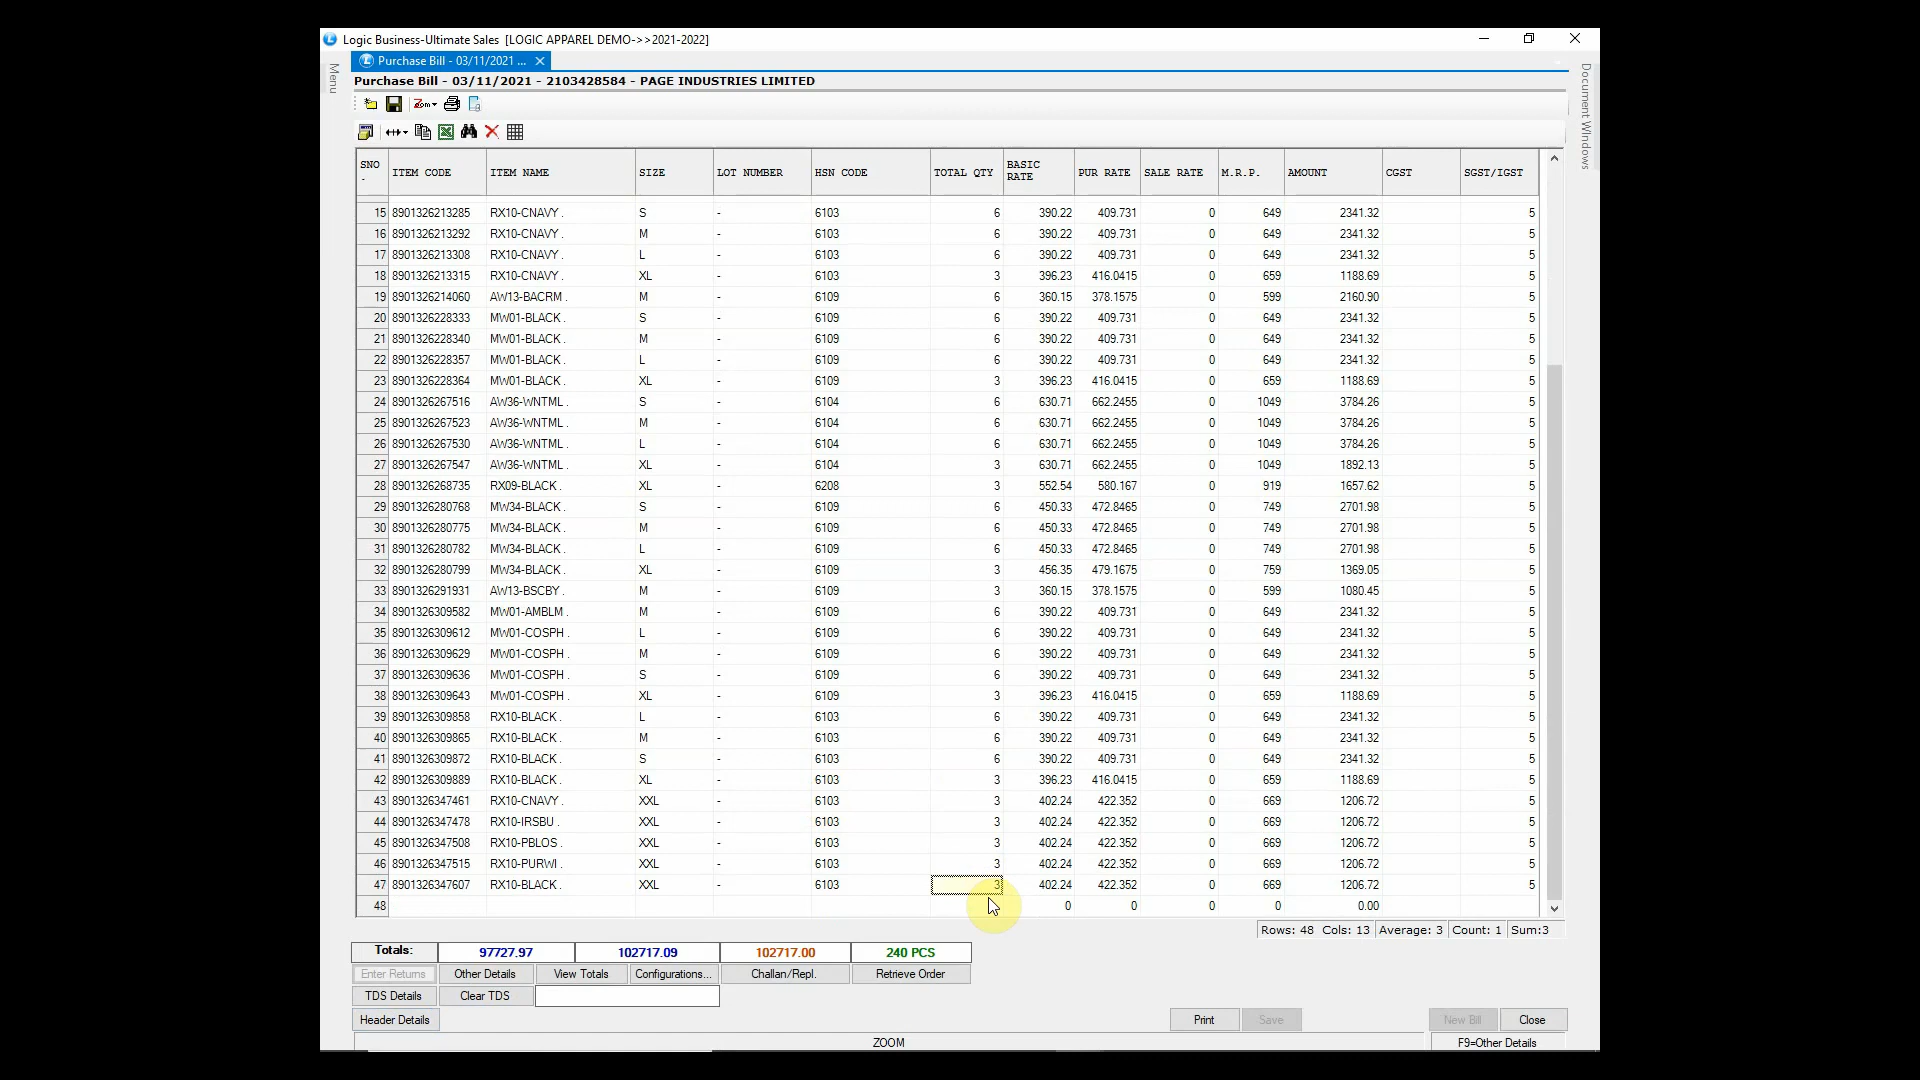 Logic Business-Ultimate Sales [LOGIC APPAREL DEMO->>2021-2022]
Menu
Purchase Bill - 03/11/2021 ...
Document Windows
Purchase Bill - 03/11/2021 - 2103428584 - PAGE INDUSTRIES LIMITED
Zoom
SNO ITEM CODE ITEM NAME SIZE LOT NUMBER HSN CODE TOTAL QTY BASIC RATE PUR RATE SALE RATE M.R.P. AMOUNT CGST SGST/IGST
15 8901326213285 RX10-CNAVY . S - 6103 6 390.22 409.731 0 649 2341.32 5
16 8901326213292 RX10-CNAVY . M - 6103 6 390.22 409.731 0 649 2341.32 5
17 8901326213308 RX10-CNAVY . L - 6103 6 390.22 409.731 0 649 2341.32 5
18 8901326213315 RX10-CNAVY . XL - 6103 3 396.23 416.0415 0 659 1188.69 5
19 8901326214060 AW13-BACRM . M - 6109 6 360.15 378.1575 0 599 2160.90 5
20 8901326228333 MW01-BLACK . S - 6109 6 390.22 409.731 0 649 2341.32 5
21 8901326228340 MW01-BLACK . M - 6109 6 390.22 409.731 0 649 2341.32 5
22 8901326228357 MW01-BLACK . L - 6109 6 390.22 409.731 0 649 2341.32 5
23 8901326228364 MW01-BLACK . XL - 6109 3 396.23 416.0415 0 659 1188.69 5
24 8901326267516 AW36-WNTML . S - 6104 6 630.71 662.2455 0 1049 3784.26 5
25 8901326267523 AW36-WNTML . M - 6104 6 630.71 662.2455 0 1049 3784.26 5
26 8901326267530 AW36-WNTML . L - 6104 6 630.71 662.2455 0 1049 3784.26 5
27 8901326267547 AW36-WNTML . XL - 6104 3 630.71 662.2455 0 1049 1892.13 5
28 8901326268735 RX09-BLACK . XL - 6208 3 552.54 580.167 0 919 1657.62 5
29 8901326280768 MW34-BLACK . S - 6109 6 450.33 472.8465 0 749 2701.98 5
30 8901326280775 MW34-BLACK . M - 6109 6 450.33 472.8465 0 749 2701.98 5
31 8901326280782 MW34-BLACK . L - 6109 6 450.33 472.8465 0 749 2701.98 5
32 8901326280799 MW34-BLACK . XL - 6109 3 456.35 479.1675 0 759 1369.05 5
33 8901326291931 AW13-BSCBY . M - 6109 3 360.15 378.1575 0 599 1080.45 5
34 8901326309582 MW01-AMBLM . M - 6109 6 390.22 409.731 0 649 2341.32 5
35 8901326309612 MW01-COSPH . L - 6109 6 390.22 409.731 0 649 2341.32 5
36 8901326309629 MW01-COSPH . M - 6109 6 390.22 409.731 0 649 2341.32 5
37 8901326309636 MW01-COSPH . S - 6109 6 390.22 409.731 0 649 2341.32 5
38 8901326309643 MW01-COSPH . XL - 6109 3 396.23 416.0415 0 659 1188.69 5
39 8901326309858 RX10-BLACK . L - 6103 6 390.22 409.731 0 649 2341.32 5
40 8901326309865 RX10-BLACK . M - 6103 6 390.22 409.731 0 649 2341.32 5
41 8901326309872 RX10-BLACK . S - 6103 6 390.22 409.731 0 649 2341.32 5
42 8901326309889 RX10-BLACK . XL - 6103 3 396.23 416.0415 0 659 1188.69 5
43 8901326347461 RX10-CNAVY . XXL - 6103 3 402.24 422.352 0 669 1206.72 5
44 8901326347478 RX10-IRSBU . XXL - 6103 3 402.24 422.352 0 669 1206.72 5
45 8901326347508 RX10-PBLOS . XXL - 6103 3 402.24 422.352 0 669 1206.72 5
46 8901326347515 RX10-PURWI . XXL - 6103 3 402.24 422.352 0 669 1206.72 5
47 8901326347607 RX10-BLACK . XXL - 6103 3 402.24 422.352 0 669 1206.72 5
48 0 0 0 0 0.00
Rows: 48 Cols: 13 Average: 3 Count: 1 Sum:3
Totals: 97727.97 102717.09 102717.00 240 PCS
Enter Returns Other Details View Totals Configurations... Challan/Repl. Retrieve Order
TDS Details Clear TDS
Header Details Print Save New Bill Close
ZOOM F9=Other Details